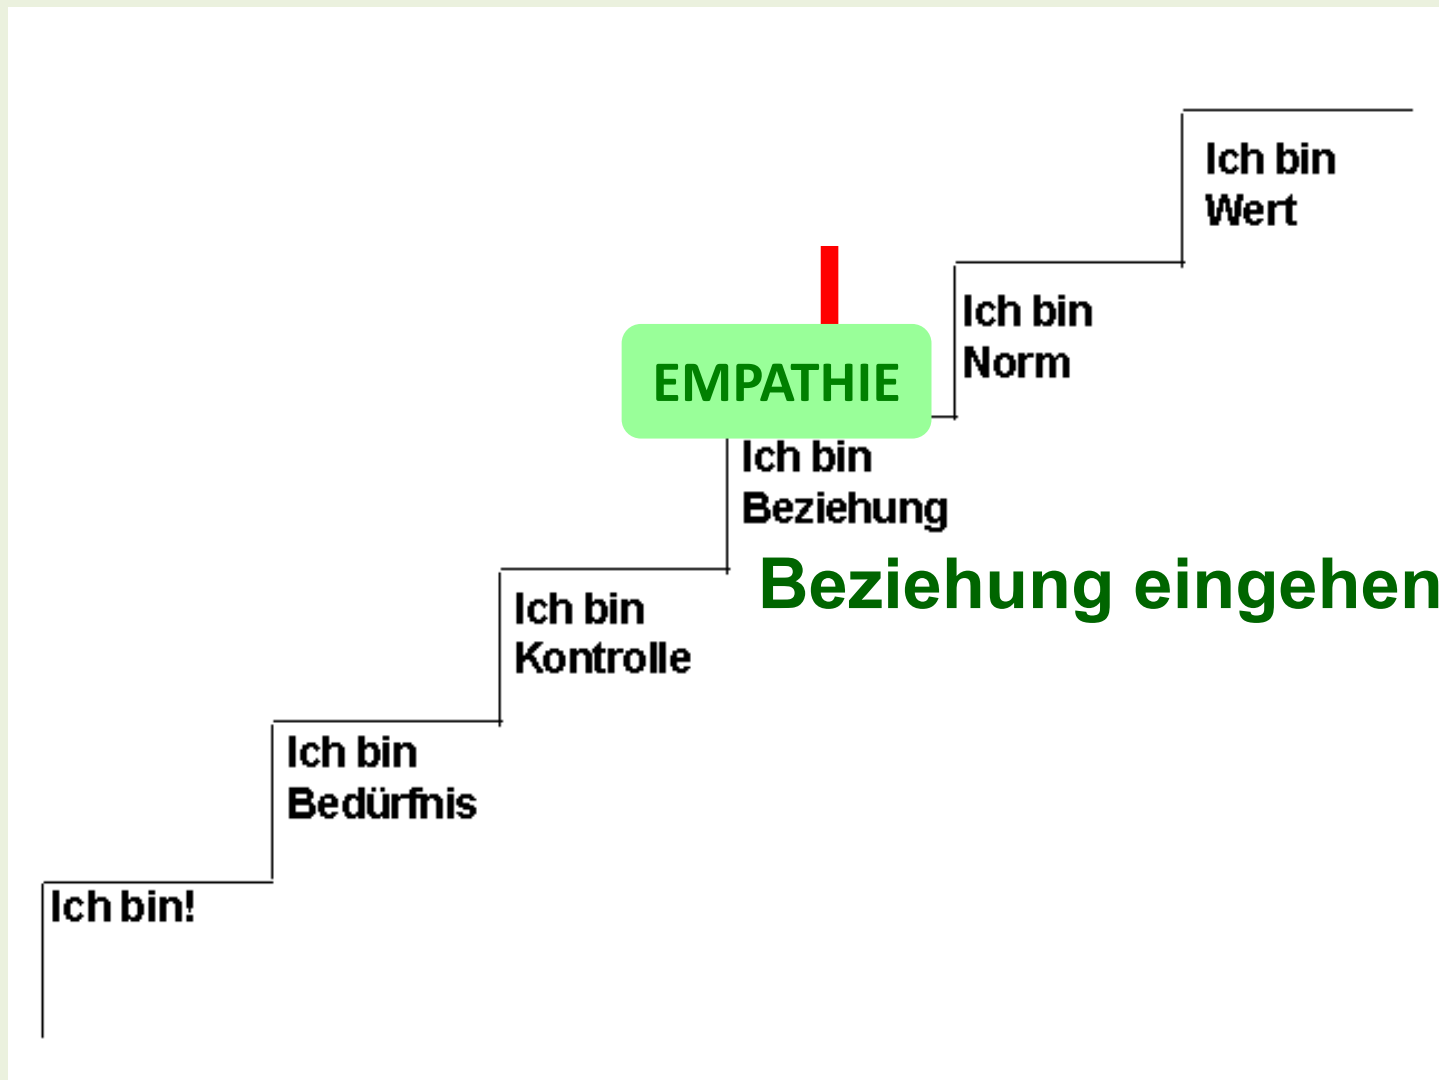 Ich bin
Wert
Ich bin
Norm
EMPATHIE
Ich bin
Beziehung
Beziehung eingehen
Ich bin
Kontrolle
Ich bin
Bedürfnis
Ich bin!